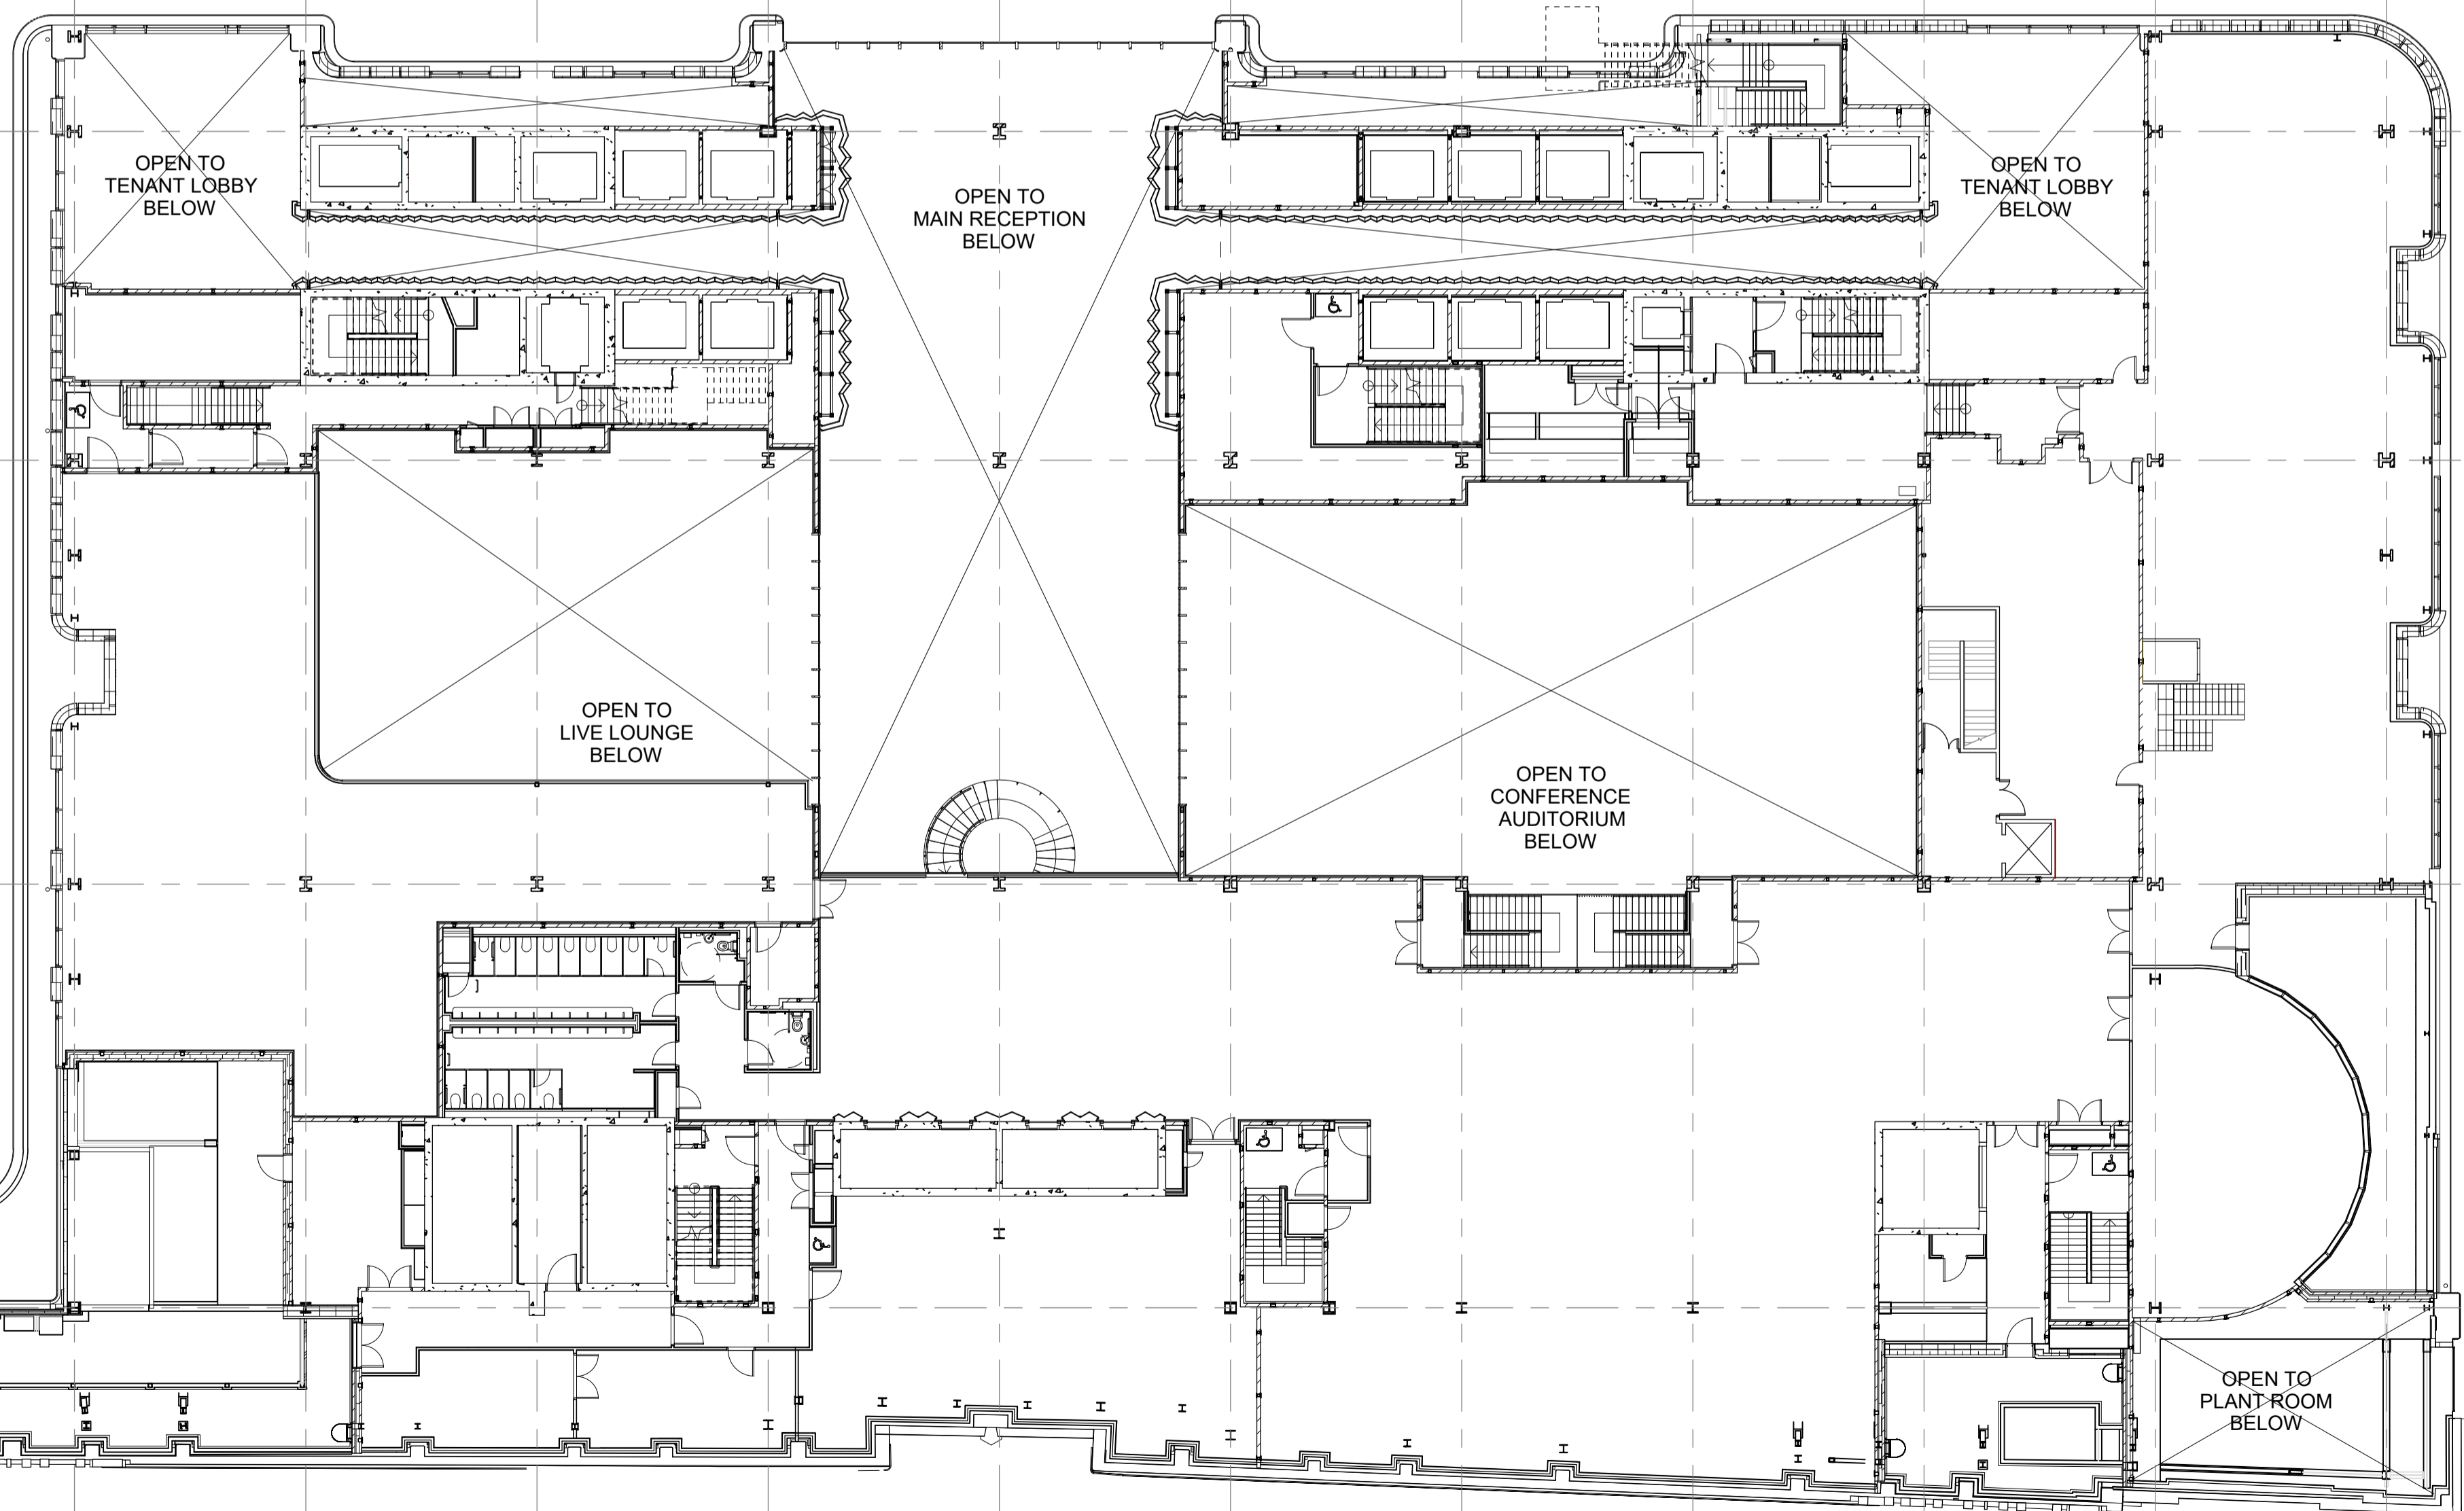 OPEN TO
TENANT LOBBY
BELOW
OPEN TO
MAIN RECEPTION
BELOW
OPEN TO
TENANT LOBBY
BELOW
OPEN TO
LIVE LOUNGE
BELOW
OPEN TO
CONFERENCE
AUDITORIUM
BELOW
OPEN TO
PLANT ROOM
BELOW